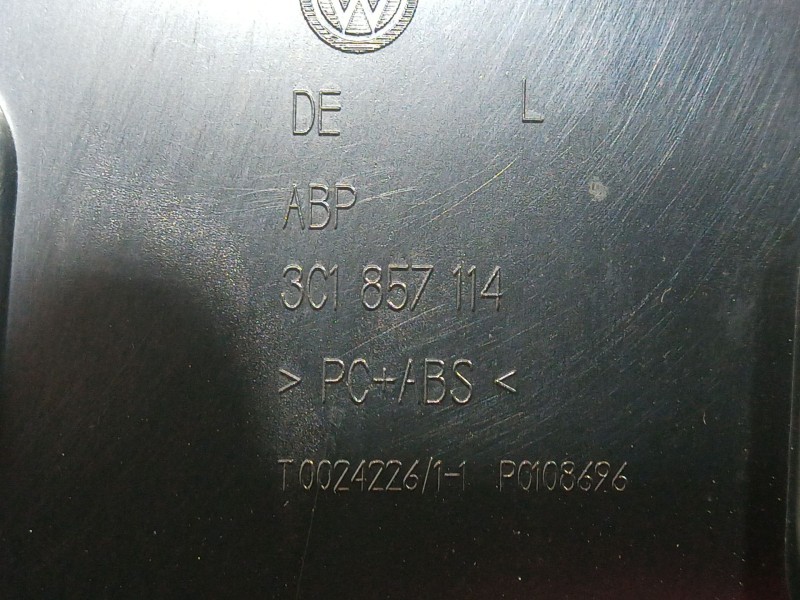 DE L
ABP
3C1 857 114
> PC+ABS <
T0024226/1-1 P0108696